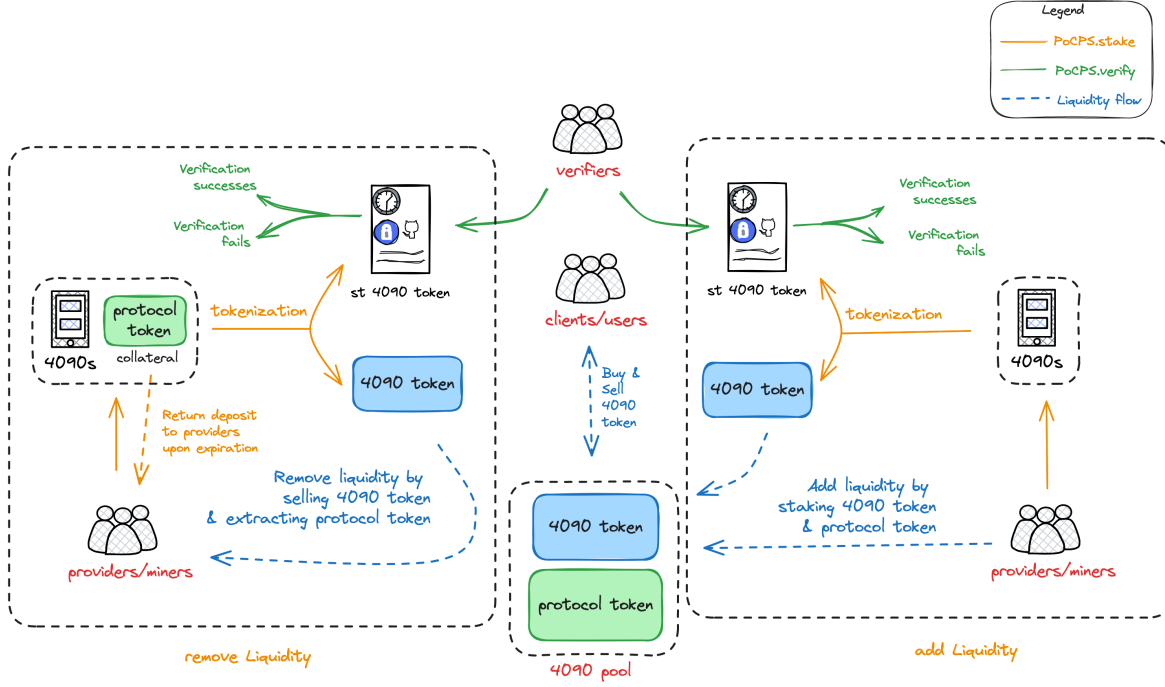 Legend
PoCPS.stake
PoCPS.verify
Liquidity flow
verifiers
Verification
successes
Verification
fails
st 4090 token
protocol
token
4090s
collateral
tokenization
4090 token
Return deposit
to providers
upon expiration
Remove liquidity by
selling 4090 token
& extracting protocol token
providers/miners
remove Liquidity
clients/users
Buy &
Sell
4090
token
4090 token
protocol token
4090 pool
Verification
successes
Verification
fails
st 4090 token
tokenization
4090s
4090 token
Add liquidity by
staking 4090 token
& protocol token
providers/miners
add Liquidity